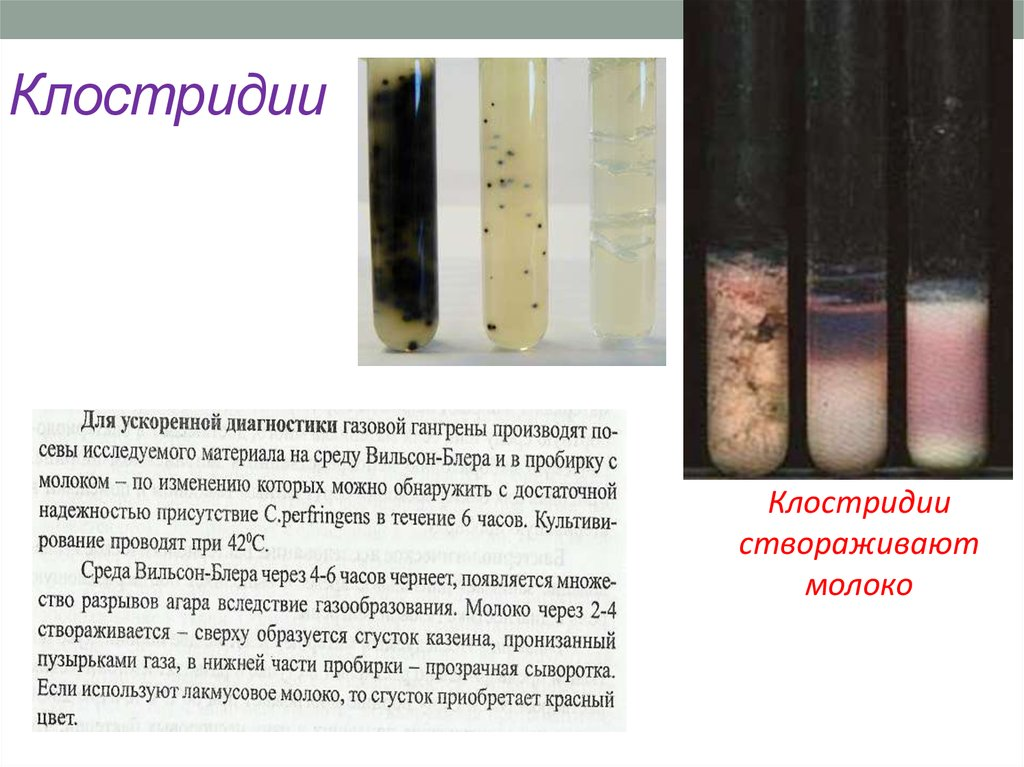 Клостридии
Для ускоренной диагностики газовой гангрены производят по-
севы исследуемого материала на среду Вильсон-Блера и в пробирку с
молоком – по изменению которых можно обнаружить с достаточной
надежностью присутствие C.perfringens в течение 6 часов. Культиви-
рование проводят при 42⁰С.
Среда Вильсон-Блера через 4-6 часов чернеет, появляется множе-
ство разрывов агара вследствие газообразования. Молоко через 2-4
створаживается – сверху образуется сгусток казеина, пронизанный
пузырьками газа, в нижней части пробирки – прозрачная сыворотка.
Если используют лакмусовое молоко, то сгусток приобретает красный
цвет.
Клостридии
створаживают
молоко